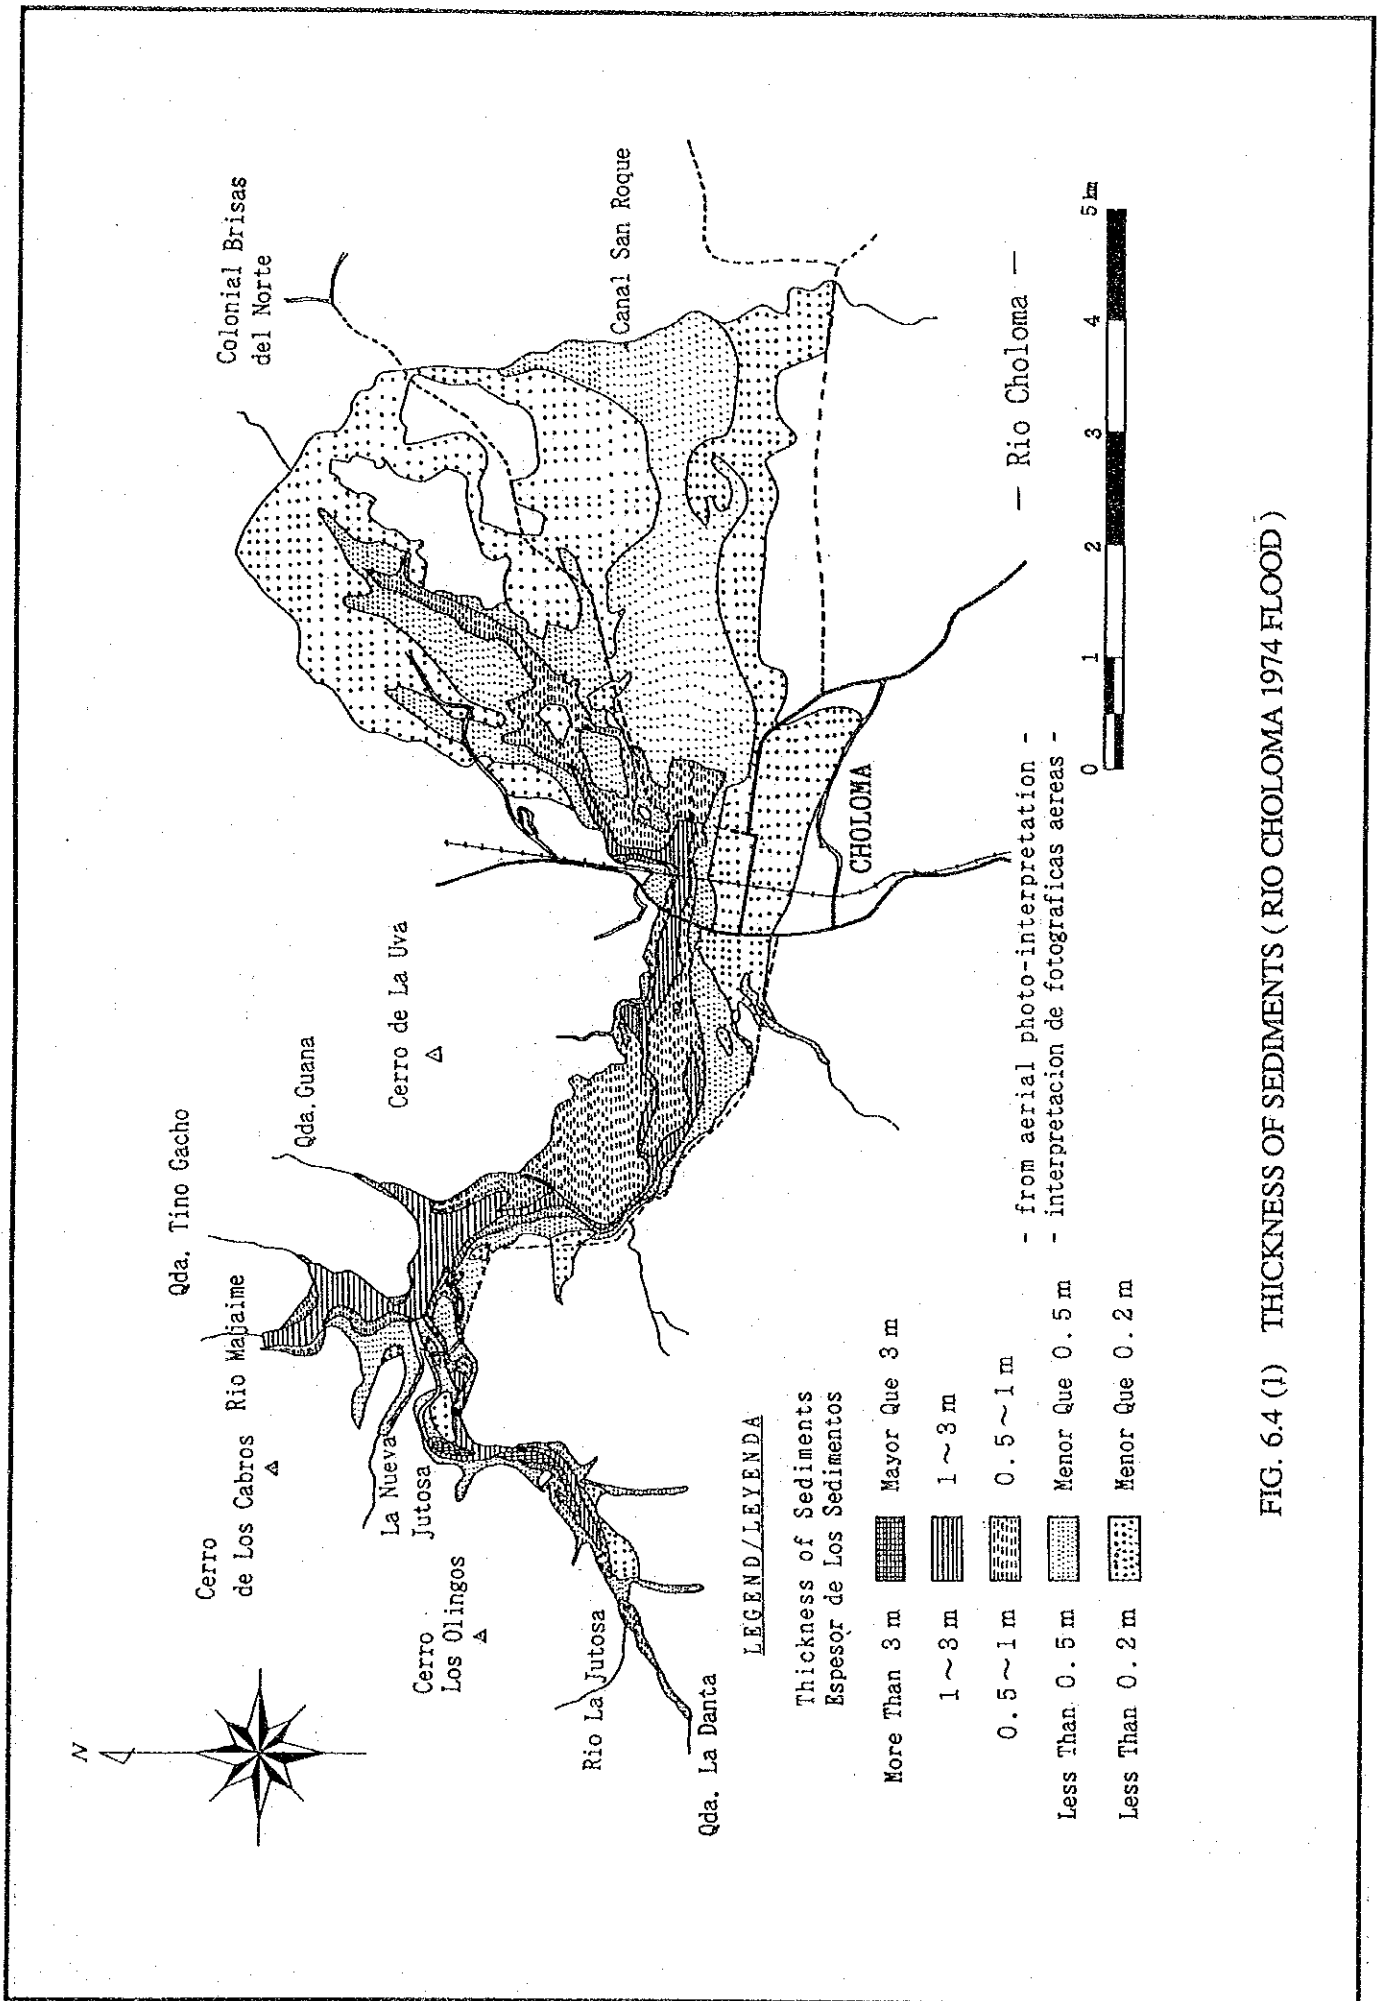 N
Cerro
de Los Cabros
Rio Majaime
Qda. Tino Gacho
Qda. Guana
Cerro de La Uva
Colonial Brisas
del Norte
Canal San Roque
La Nueva
Jutosa
Cerro
Los Olingos
Rio La Jutosa
Qda. La Danta
CHOLOMA
LEGEND/LEYENDA
Thickness of Sediments
Espesor de Los Sedimentos
More Than 3 m Mayor Que 3 m
1~3 m 1~3 m
0.5~1 m 0.5~1 m
Less Than 0.5 m Menor Que 0.5 m
Less Than 0.2 m Menor Que 0.2 m
— Rio Choloma —
- from aerial photo-interpretation -
- interpretacion de fotograficas aereas -
0 1 2 3 4 5 km
FIG. 6.4 (1) THICKNESS OF SEDIMENTS ( RIO CHOLOMA 1974 FLOOD )